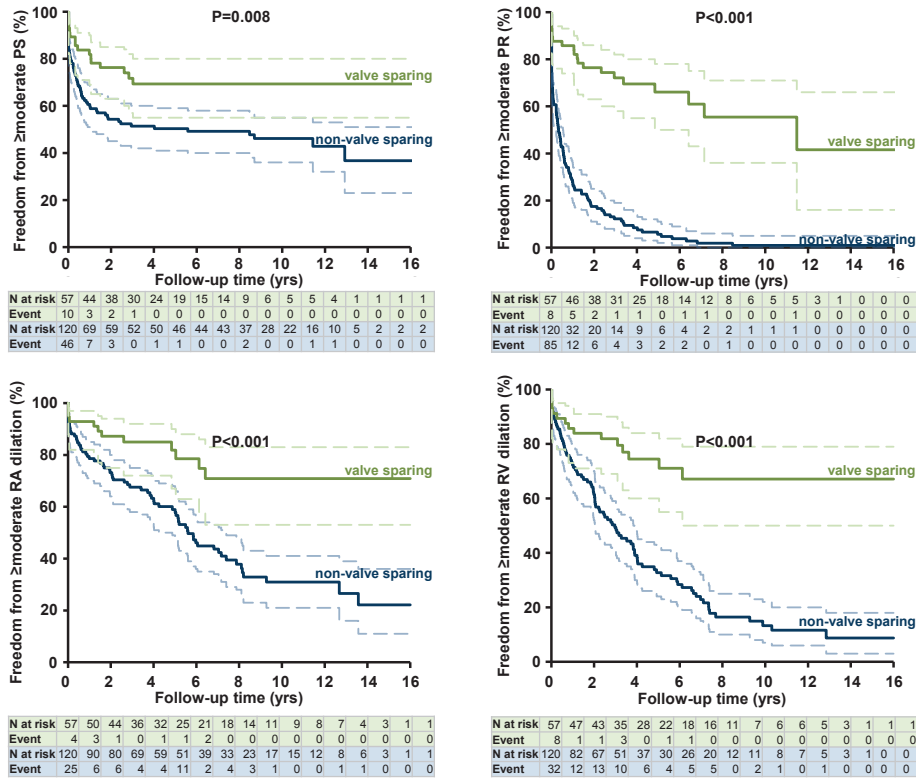 P=0.008
Freedom from ≥moderate PS (%)
100
80
60
40
20
0
valve sparing
non-valve sparing
0 2 4 6 8 10 12 14 16
Follow-up time (yrs)
N at risk 57 44 38 30 24 19 15 14 9 6 5 5 4 1 1 1 1
Event 10 3 2 1 0 0 0 0 0 0 0 0 0 0 0 0 0
N at risk 120 69 59 52 50 46 44 43 37 28 22 16 10 5 2 2 2
Event 46 7 3 0 1 1 0 0 2 0 0 1 1 0 0 0 0
P<0.001
Freedom from ≥moderate PR (%)
100
80
60
40
20
0
valve sparing
non-valve sparing
0 2 4 6 8 10 12 14 16
Follow-up time (yrs)
N at risk 57 46 38 31 25 18 14 12 8 6 5 5 3 1 0 0 0
Event 8 5 2 1 2 0 2 1 0 0 0 1 0 0 0 0 0
N at risk 120 32 20 14 9 6 4 2 2 1 1 1 0 0 0 0 0
Event 85 12 6 4 3 2 2 0 1 0 0 0 0 0 0 0 0
P<0.001
Freedom from ≥moderate RA dilation (%)
100
80
60
40
20
0
valve sparing
non-valve sparing
0 2 4 6 8 10 12 14 16
Follow-up time (yrs)
N at risk 57 50 44 36 32 25 21 18 14 11 9 8 7 4 3 1 1
Event 4 3 1 0 1 1 2 0 0 0 0 0 0 0 0 0 0
N at risk 120 90 80 69 59 51 39 33 23 17 15 12 8 6 3 1 1
Event 25 6 6 4 4 11 2 4 3 1 0 0 1 1 0 0 0
P<0.001
Freedom from ≥moderate RV dilation (%)
100
80
60
40
20
0
valve sparing
non-valve sparing
0 2 4 6 8 10 12 14 16
Follow-up time (yrs)
N at risk 57 47 43 35 28 22 18 16 11 7 6 6 5 3 1 1 1
Event 8 1 1 3 0 1 1 0 0 0 0 0 0 0 0 0 0
N at risk 120 82 67 51 37 30 26 20 12 11 8 7 5 3 1 0 0
Event 32 12 13 10 6 4 5 5 0 2 1 0 1 0 0 0 0